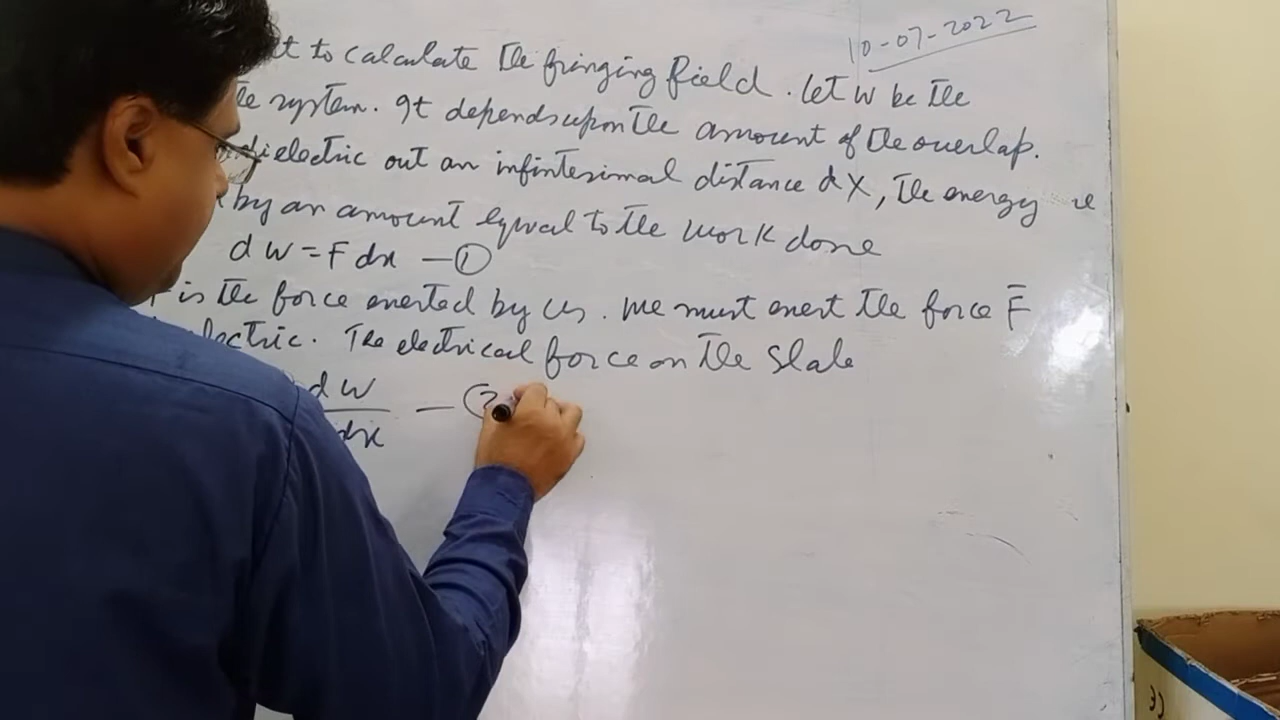 10-07-2022
to calculate the fringing field. Let W be the
system. It depends upon the amount of the overlap.
dielectric out an infintesimal distance dx, the energy
by an amount equal to the work done
dW = F dx — ①
is the force exerted by us. We must exert the force F
The electrical force on the slab
dW
dx — ②